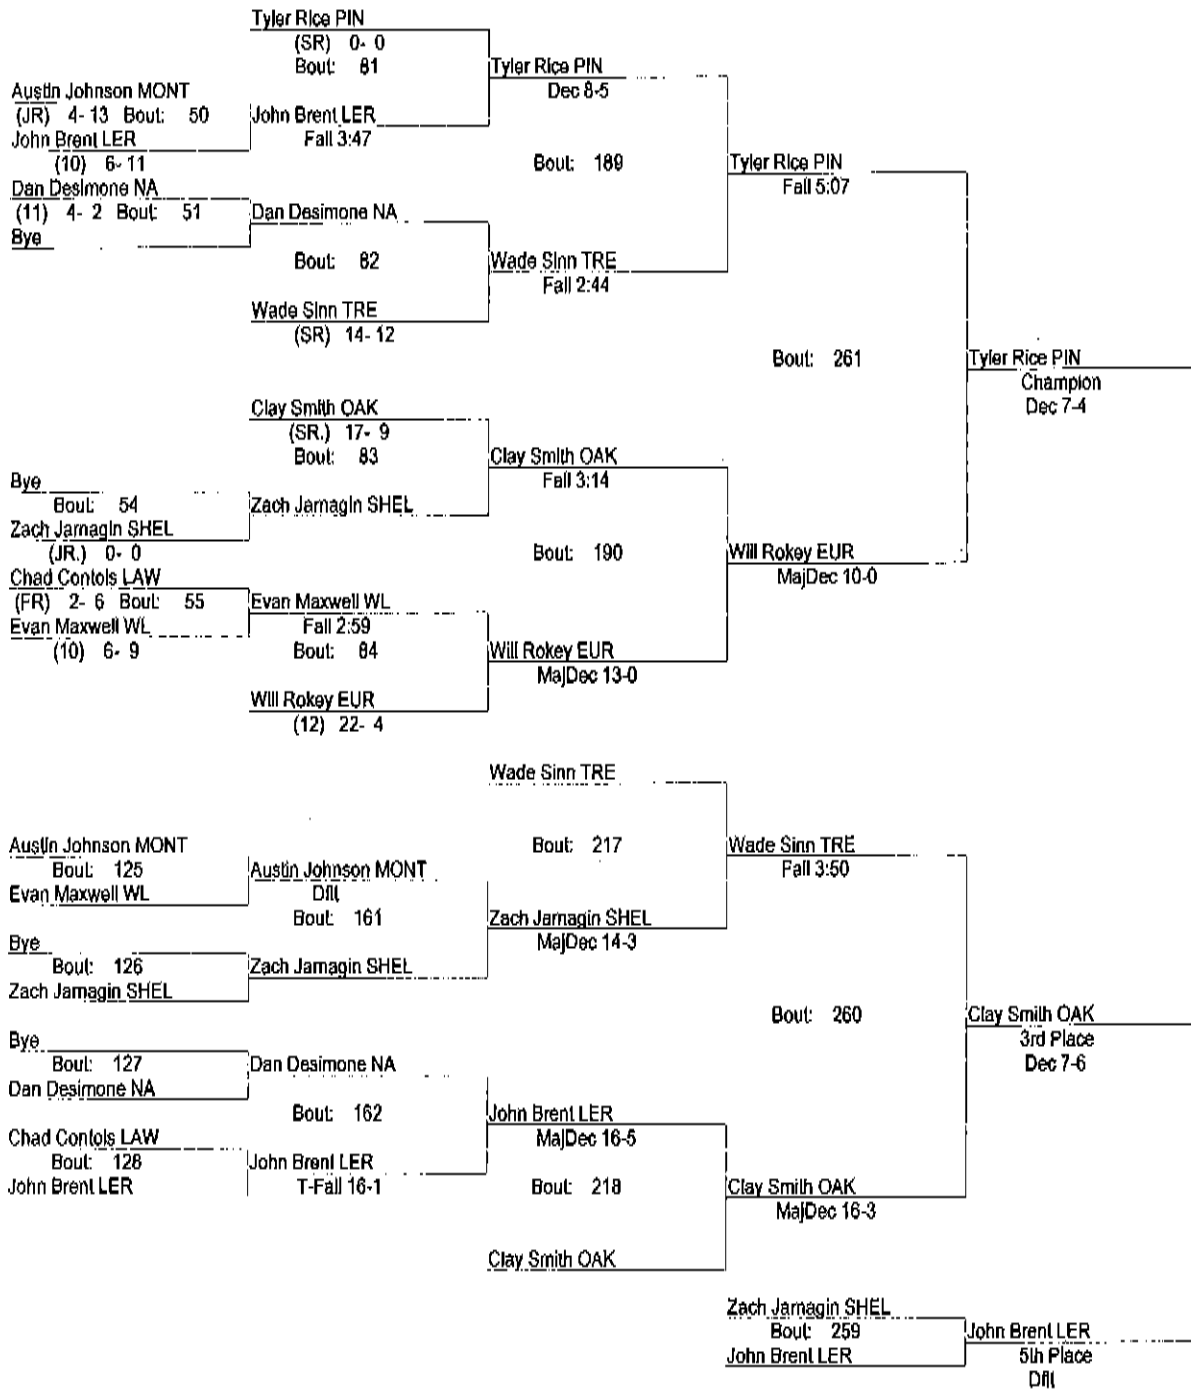 Tyler Rice PIN
(SR) 0- 0
Bout: 81
Tyler Rice PIN
Dec 8-5
Austin Johnson MONT
(JR) 4- 13 Bout: 50
John Brent LER
Fall 3:47
John Brent LER
(10) 6- 11
Bout: 189
Tyler Rice PIN
Fall 5:07
Dan Desimone NA
(11) 4- 2 Bout: 51
Dan Desimone NA
Bye
Bout: 82
Wade Sinn TRE
Fall 2:44
Wade Sinn TRE
(SR) 14- 12
Bout: 261
Tyler Rice PIN
Champion
Dec 7-4
Clay Smith OAK
(SR.) 17- 9
Bout: 83
Clay Smith OAK
Fall 3:14
Bye
Bout: 54
Zach Jarnagin SHEL
Zach Jarnagin SHEL
(JR.) 0- 0
Bout: 190
Will Rokey EUR
MajDec 10-0
Chad Contols LAW
(FR) 2- 6 Bout: 55
Evan Maxwell WL
Fall 2:59
Evan Maxwell WL
(10) 6- 9
Bout: 84
Will Rokey EUR
MajDec 13-0
Will Rokey EUR
(12) 22- 4
Wade Sinn TRE
Austin Johnson MONT
Bout: 125
Evan Maxwell WL
Austin Johnson MONT
Dflt
Bout: 217
Wade Sinn TRE
Fall 3:50
Bout: 161
Zach Jarnagin SHEL
MajDec 14-3
Bye
Bout: 126
Zach Jarnagin SHEL
Zach Jarnagin SHEL
Bout: 260
Clay Smith OAK
3rd Place
Dec 7-6
Bye
Bout: 127
Dan Desimone NA
Dan Desimone NA
Bout: 162
John Brent LER
MajDec 16-5
Chad Contols LAW
Bout: 128
John Brent LER
John Brent LER
T-Fall 16-1
Bout: 218
Clay Smith OAK
MajDec 16-3
Clay Smith OAK
Zach Jarnagin SHEL
Bout: 259
John Brent LER
John Brent LER
5th Place
Dflt